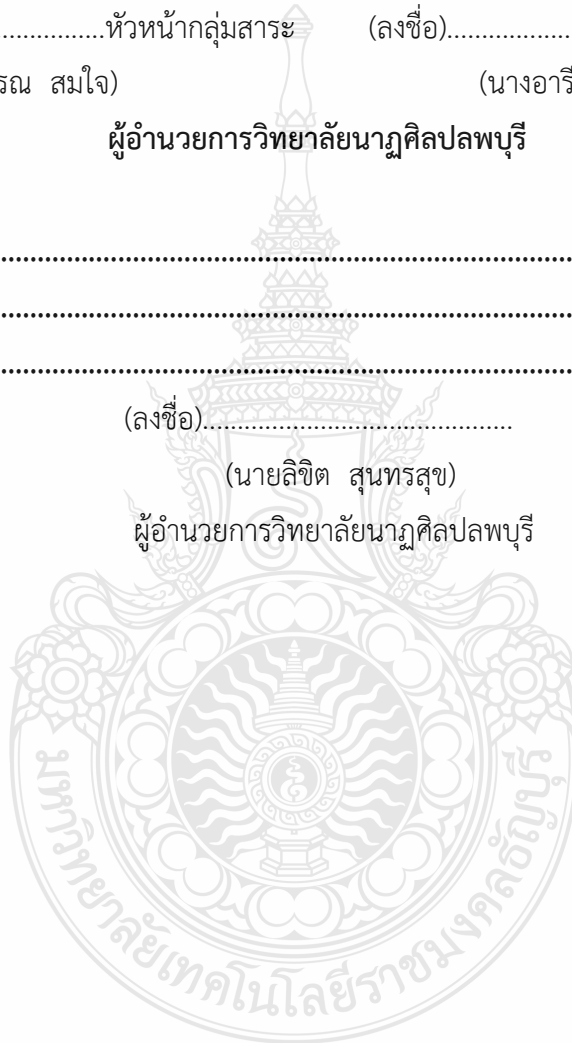 ................หัวหน้ากลุ่มสาระ (ลงชื่อ)..................
รณ สมใจ) (นางอารี
ผู้อำนวยการวิทยาลัยนาฏศิลปลพบุรี
................................................................................
................................................................................
................................................................................
(ลงชื่อ).............................................
(นายลิขิต สุนทรสุข)
ผู้อำนวยการวิทยาลัยนาฏศิลปลพบุรี
มหาวิทยาลัยเทคโนโลยีราชมงคลธัญบุรี